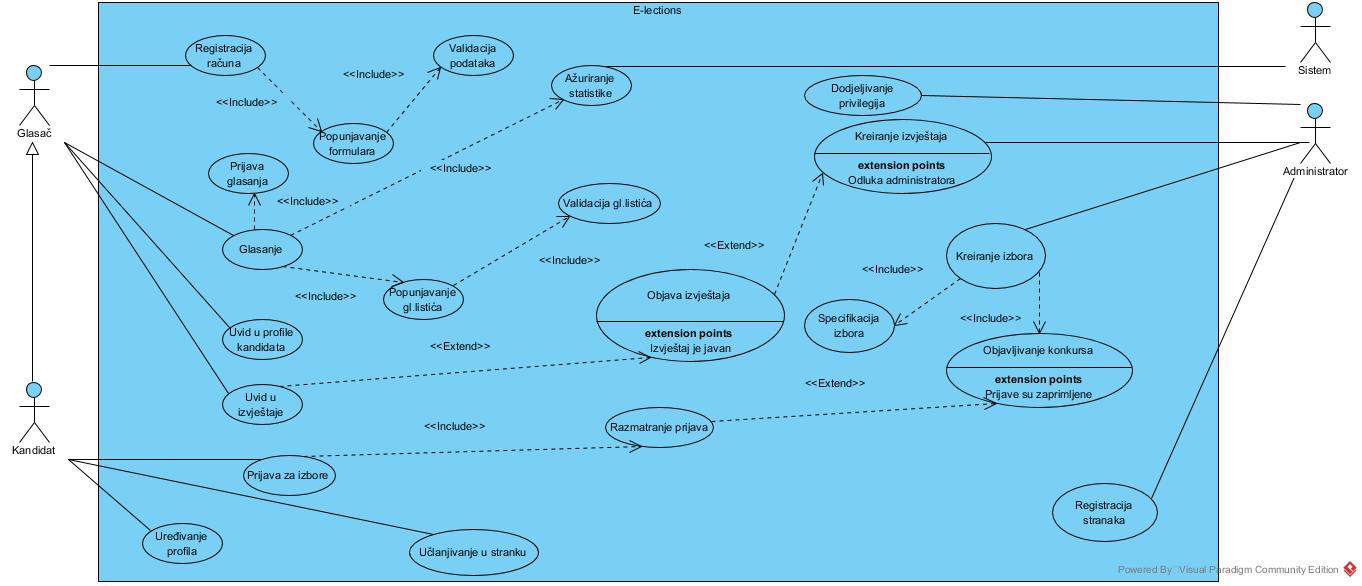 E-lections
Sistem
Administrator
Glasač
Kandidat
Registracija
računa
Validacija
podataka
<<Include>>
<<Include>>
Popunjavanje
formulara
Ažuriranje
statistike
Dodjeljivanje
privilegija
Kreiranje izvještaja
extension points
Odluka administratora
Prijava
glasanja
<<Include>>
<<Include>>
Glasanje
<<Include>>
Popunjavanje
gl.listića
Validacija gl.listića
<<Include>>
<<Extend>>
Kreiranje izbora
<<Include>>
<<Include>>
Specifikacija
izbora
Objava izvještaja
extension points
Izvještaj je javan
Objavljivanje konkursa
extension points
Prijave su zaprimljene
Uvid u profile
kandidata
<<Extend>>
Uvid u
izvještaje
<<Extend>>
<<Include>>
Razmatranje prijava
Prijava za izbore
Uređivanje
profila
Učlanjivanje u stranku
Registracija
stranaka
Powered By Visual Paradigm Community Edition